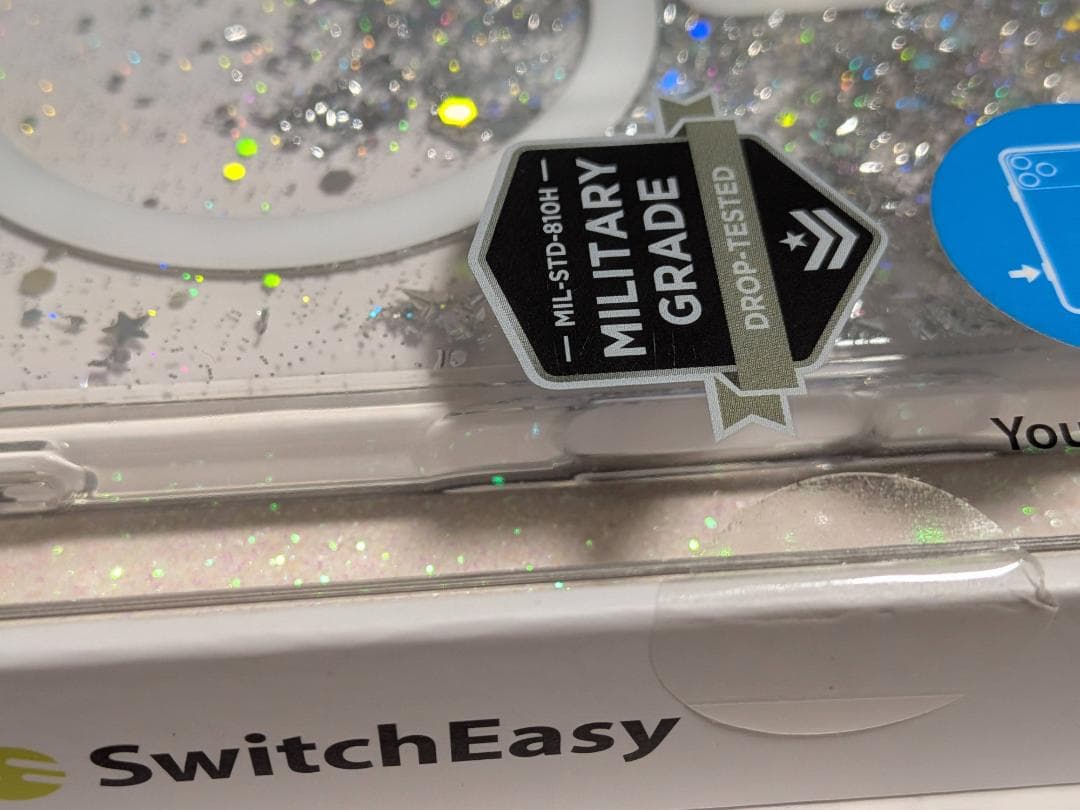 MIL-STD-810H
MILITARY
GRADE
DROP-TESTED
You
SwitchEasy